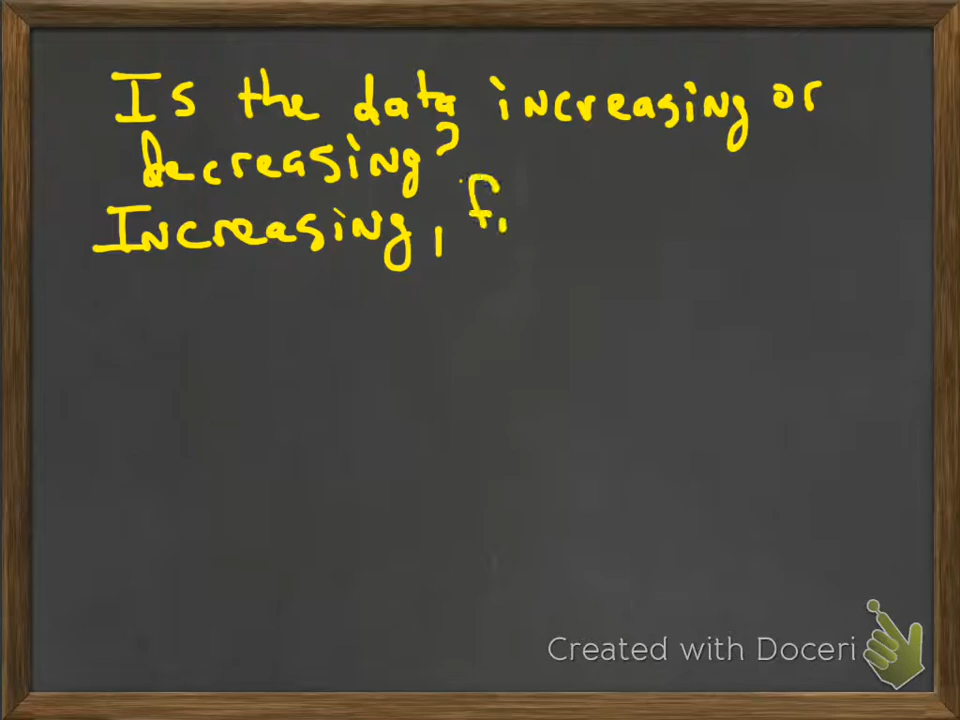 Is the data increasing or
decreasing?
Increasing, f
Created with Doceri